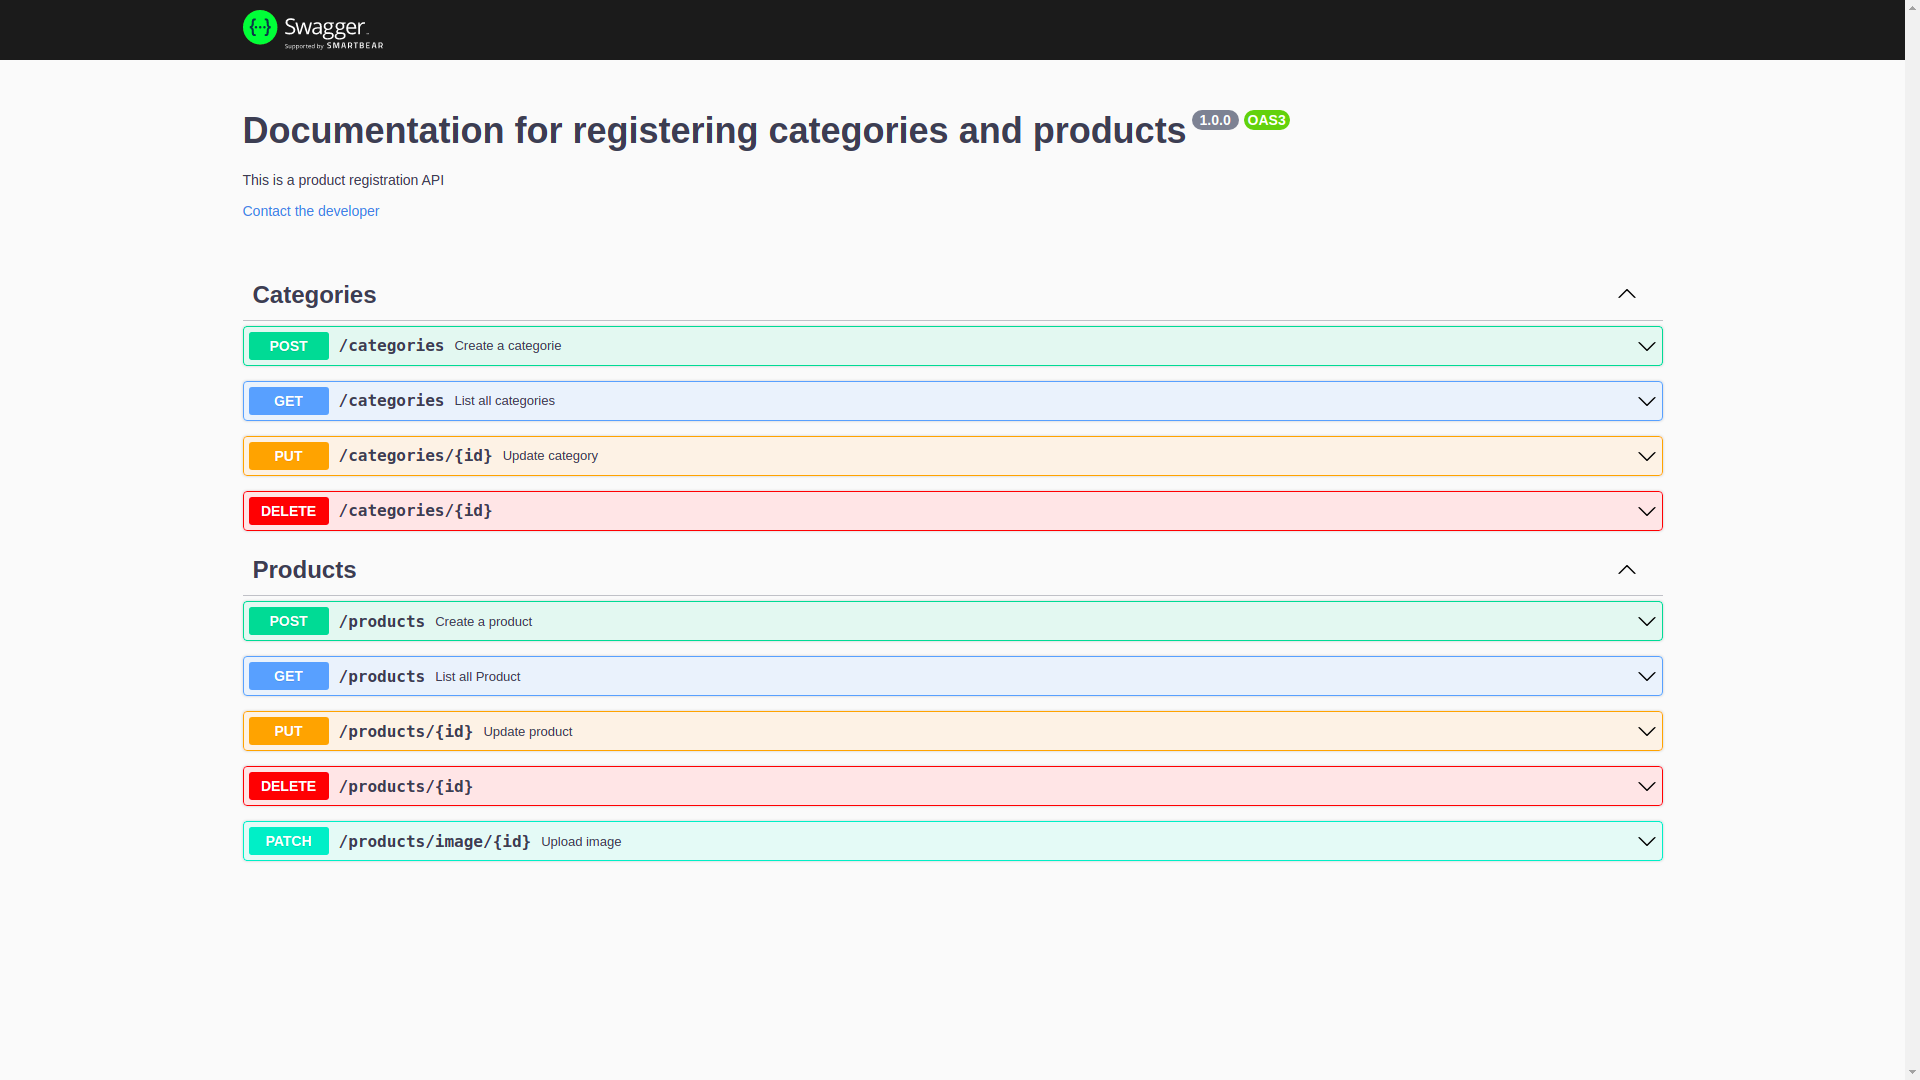 Swagger
Supported by SMARTBEAR
Documentation for registering categories and products 1.0.0 OAS3
This is a product registration API
Contact the developer
Categories
POST /categories Create a categorie
GET /categories List all categories
PUT /categories/{id} Update category
DELETE /categories/{id}
Products
POST /products Create a product
GET /products List all Product
PUT /products/{id} Update product
DELETE /products/{id}
PATCH /products/image/{id} Upload image